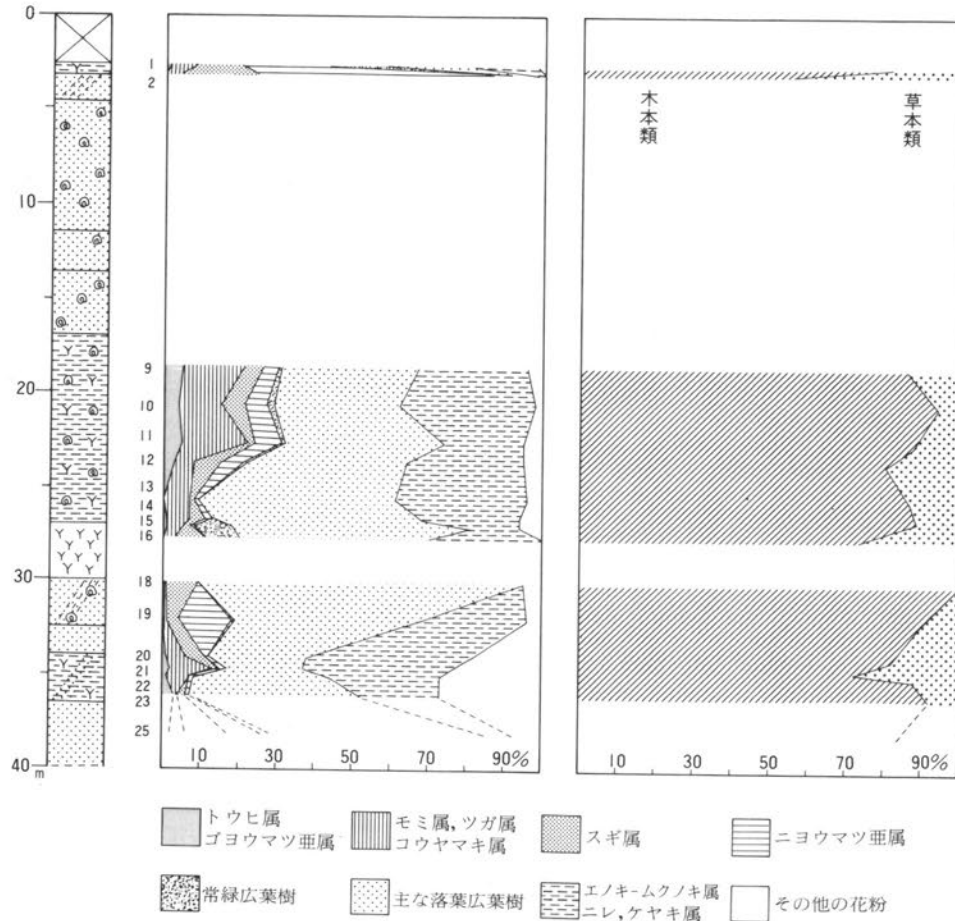 0
10
20
30
40
m
1
2
9
10
11
12
13
14
15
16
18
19
20
21
22
23
25
10 30 50 70 90%
木本類
草本類
10 30 50 70 90%
トウヒ属
ゴヨウマツ亜属
モミ属,ツガ属
コウヤマキ属
スギ属
ニヨウマツ亜属
常緑広葉樹
主な落葉広葉樹
エノキ-ムクノキ属
ニレ,ケヤキ属
その他の花粉